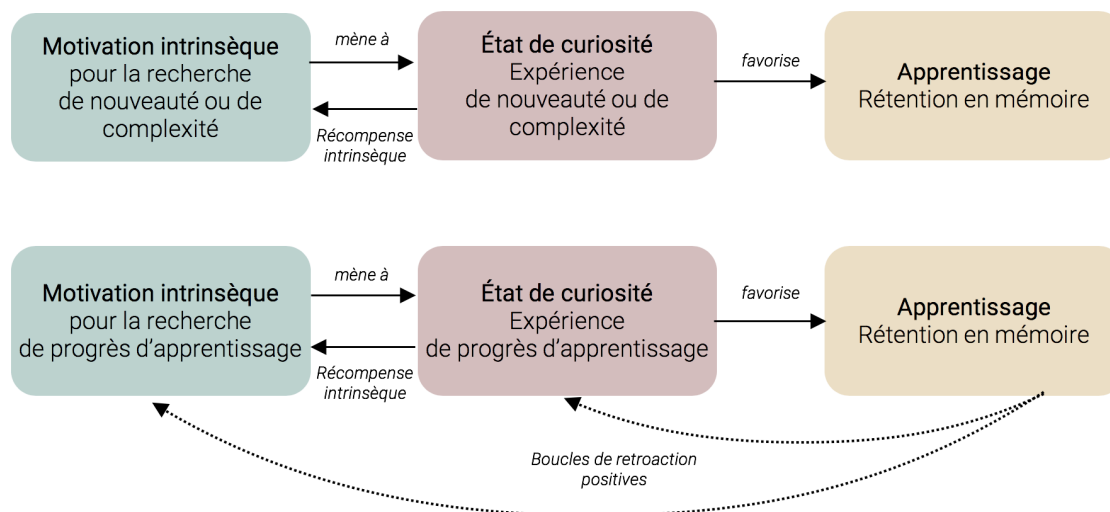 Motivation intrinsèque
pour la recherche
de nouveauté ou de
complexité
mène à
Récompense
intrinsèque
État de curiosité
Expérience
de nouveauté ou de
complexité
favorise
Apprentissage
Rétention en mémoire
Motivation intrinsèque
pour la recherche
de progrès d'apprentissage
mène à
Récompense
intrinsèque
État de curiosité
Expérience
de progrès d'apprentissage
favorise
Apprentissage
Rétention en mémoire
Boucles de retroaction
positives